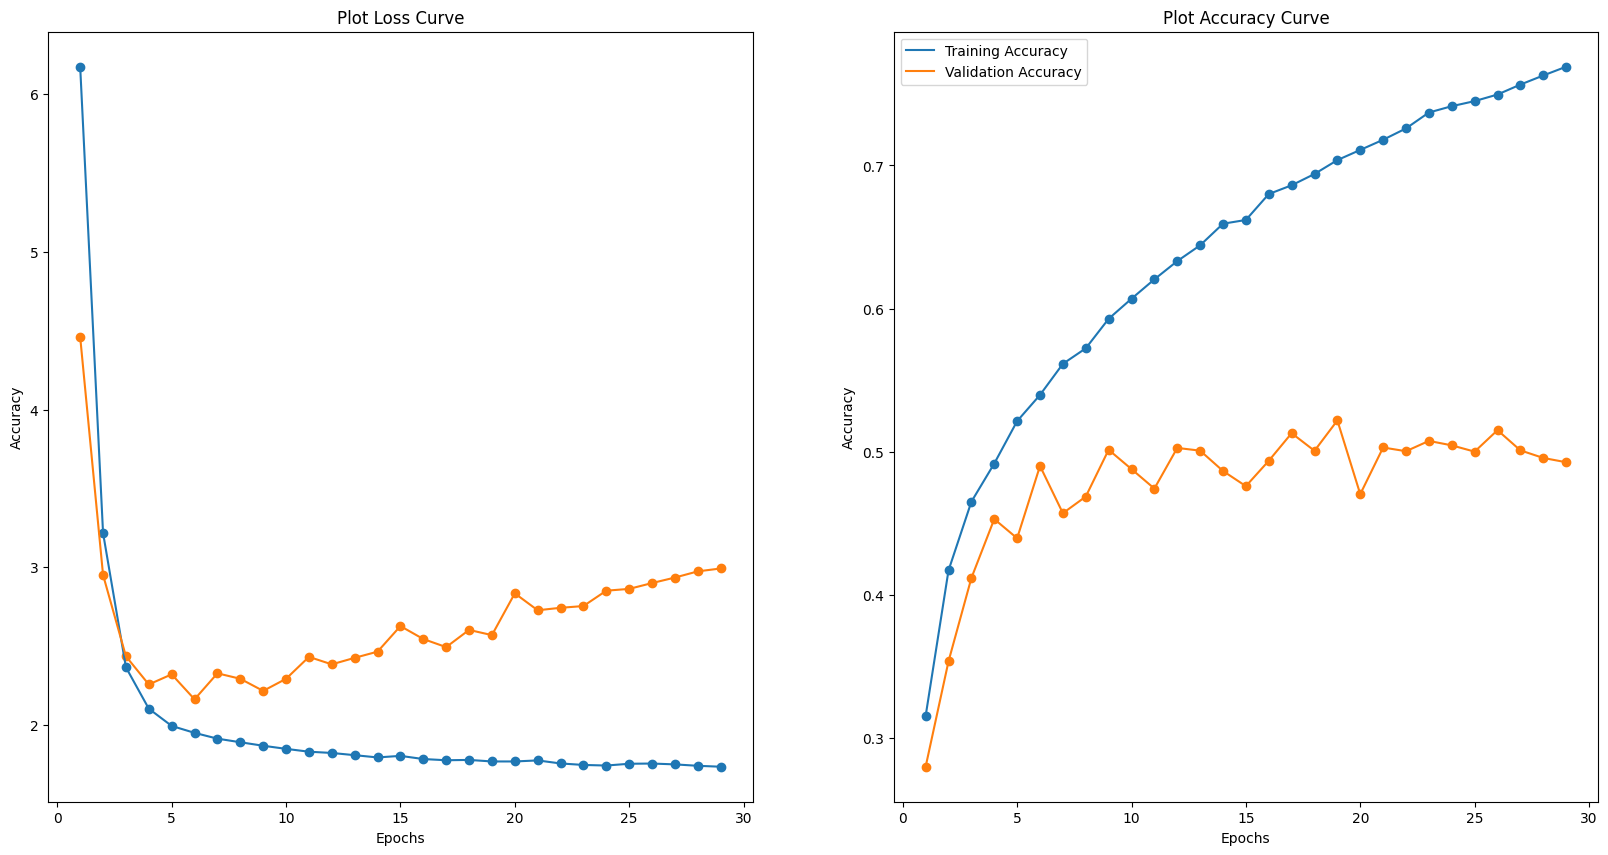 Plot Loss Curve
Accuracy
6
5
4
3
2
0 5 10 15 20 25 30
Epochs
Plot Accuracy Curve
Training Accuracy
Validation Accuracy
Accuracy
0.7
0.6
0.5
0.4
0.3
0 5 10 15 20 25 30
Epochs